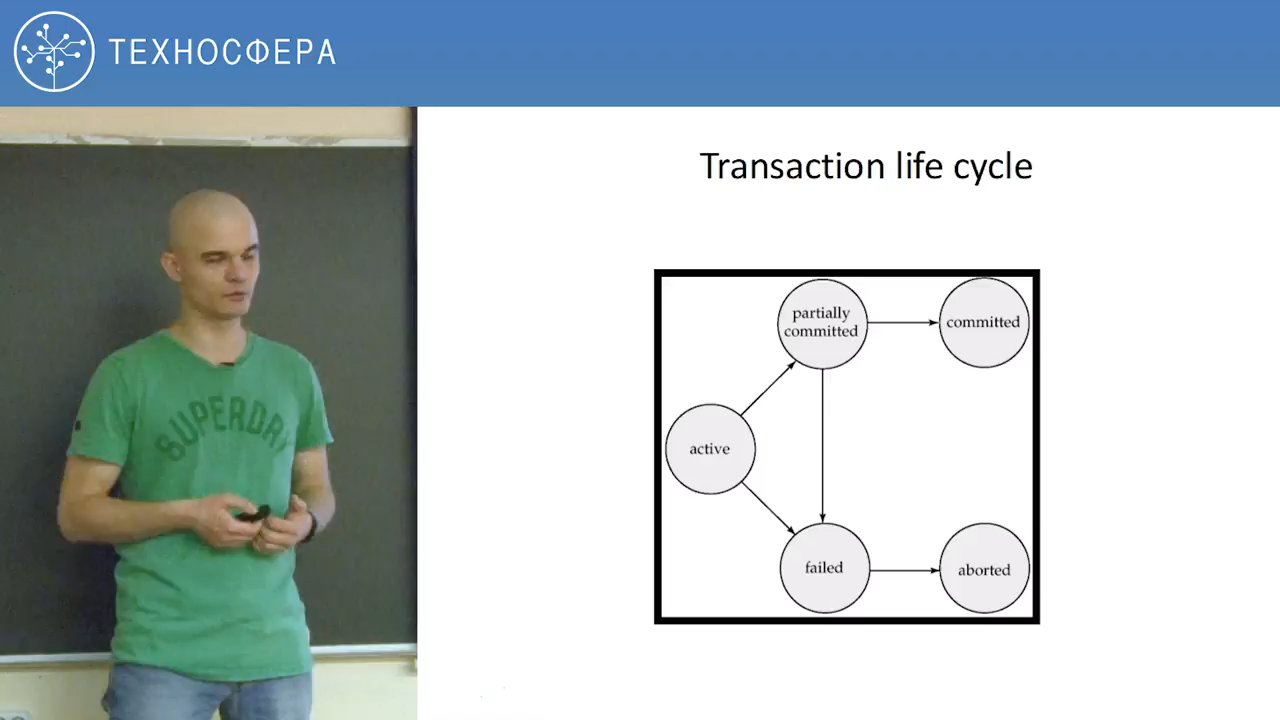 ТЕХНОСФЕРА
Transaction life cycle
SUPERDRY
partially
committed
committed
active
failed
aborted